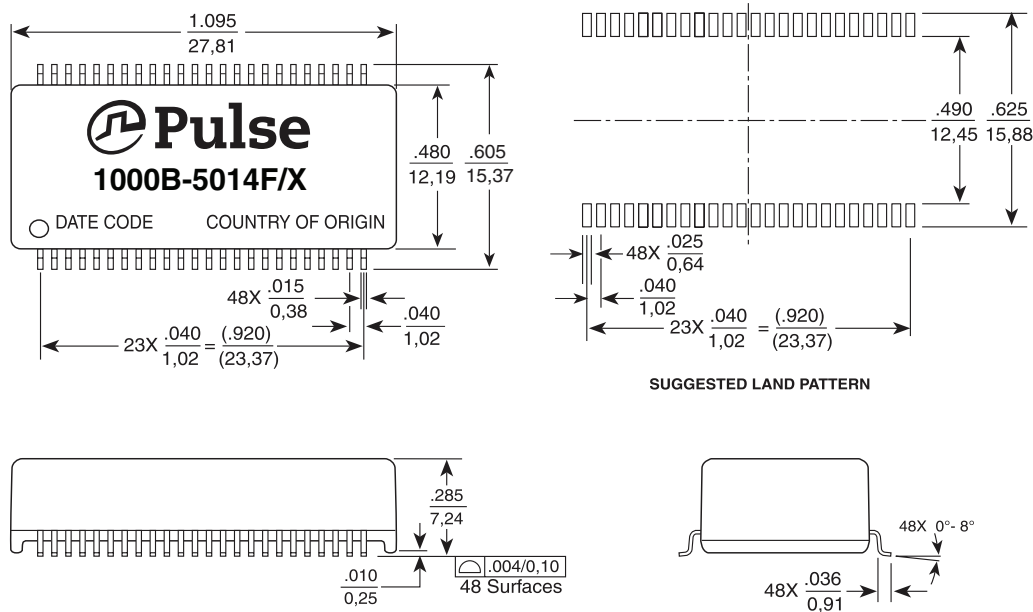 1.095
27,81
Pulse
1000B-5014F/X
DATE CODE COUNTRY OF ORIGIN
.480
12,19
.605
15,37
48X .015
0,38
.040
1,02
23X .040 = (.920)
1,02 (23,37)
.490
12,45
.625
15,88
48X .025
0,64
.040
1,02
23X .040 = (.920)
1,02 (23,37)
SUGGESTED LAND PATTERN
.285
7,24
.010
0,25
.004/0,10
48 Surfaces
48X 0°- 8°
48X .036
0,91